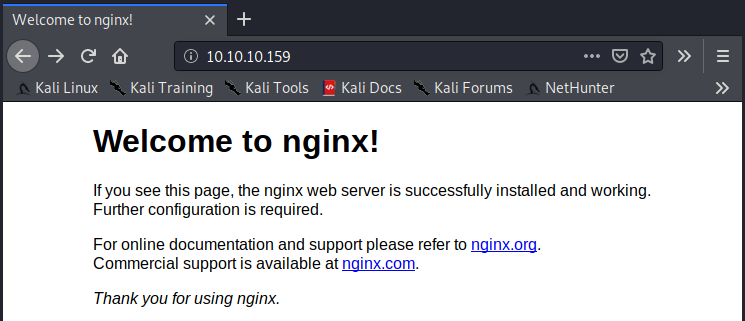 Welcome to nginx!
10.10.10.159
Kali Linux Kali Training Kali Tools Kali Docs Kali Forums NetHunter
Welcome to nginx!
If you see this page, the nginx web server is successfully installed and working.
Further configuration is required.
For online documentation and support please refer to nginx.org.
Commercial support is available at nginx.com.
Thank you for using nginx.